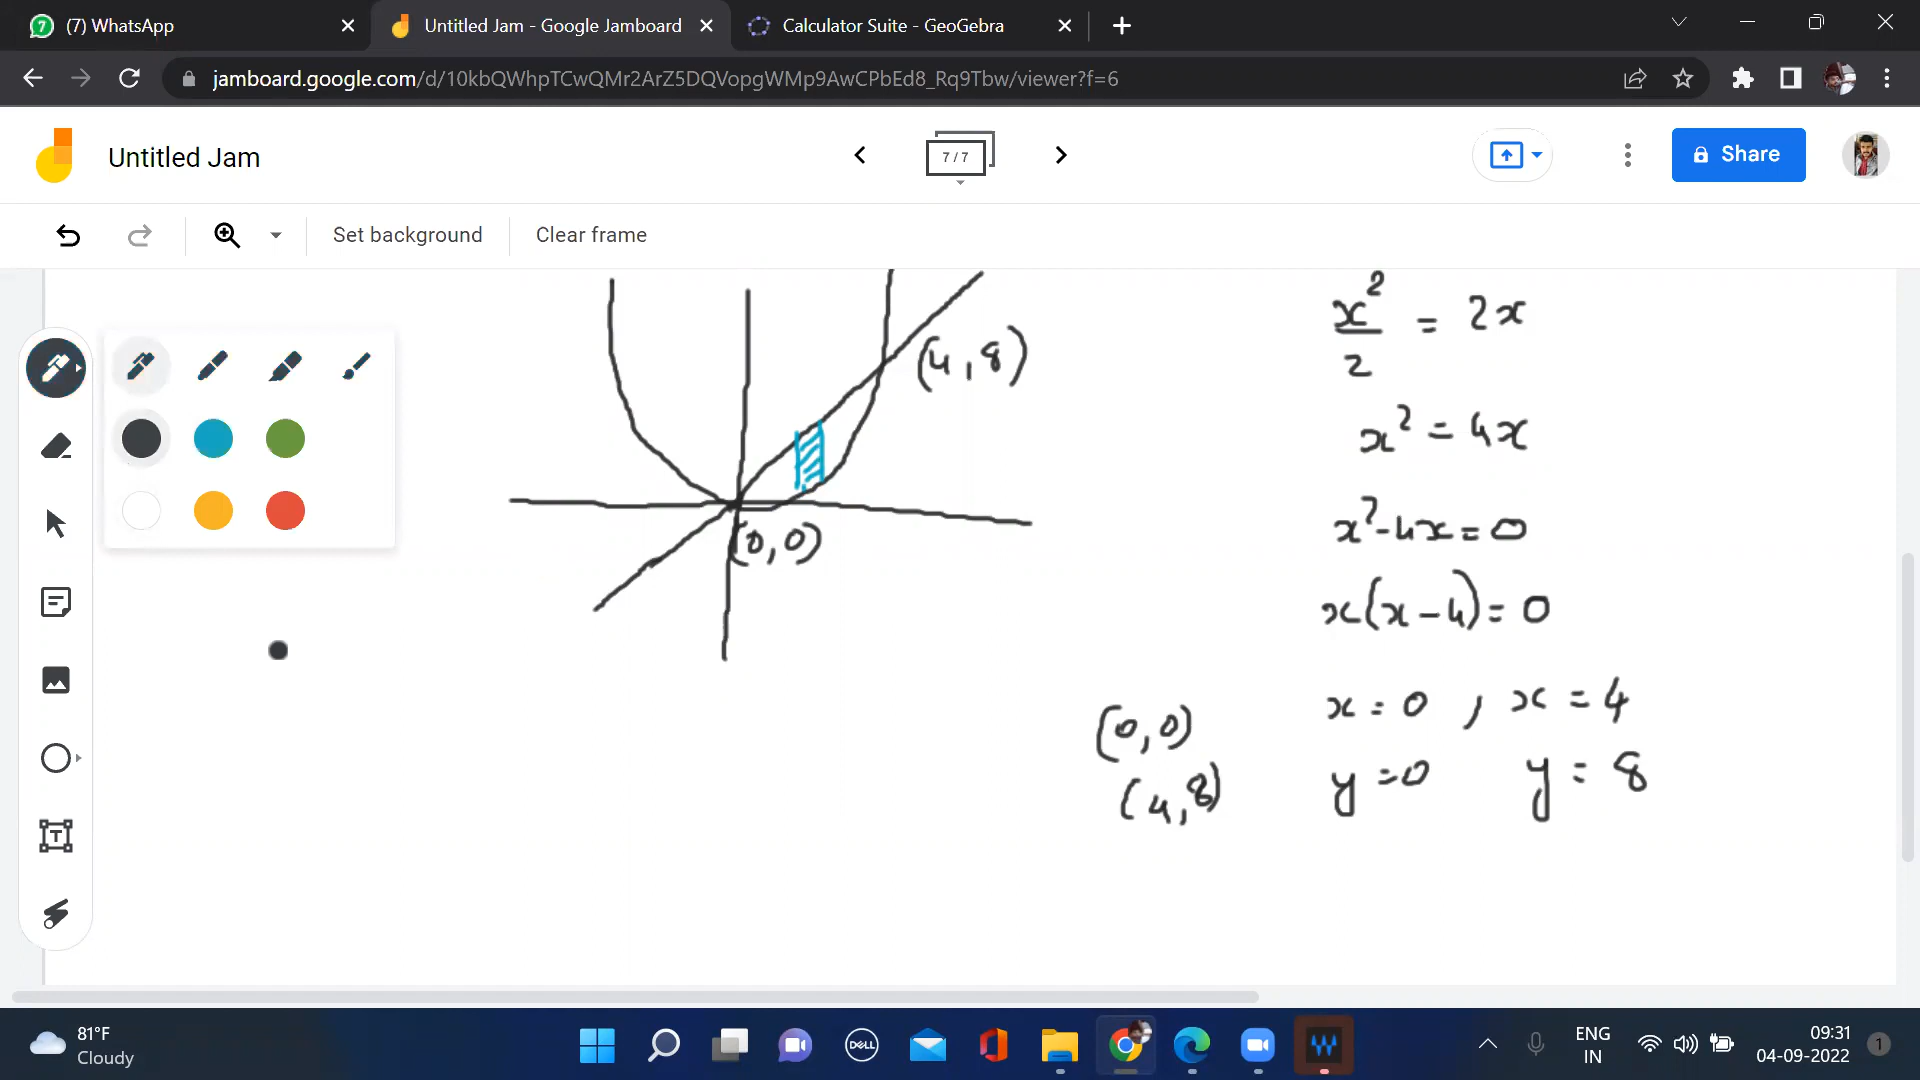 (7) WhatsApp
Untitled Jam - Google Jamboard
Calculator Suite - GeoGebra
jamboard.google.com/d/10kbQWhpTCwQMr2ArZ5DQVopgWMp9AwCPbEd8_Rq9Tbw/viewer?f=6
Untitled Jam
7 / 7
Share
Set background
Clear frame
(4,8)
(0,0)
x²/2 = 2x
x² = 4x
x²-4x=0
x(x-4)=0
x=0, x=4
y=0 y=8
(0,0)
(4,8)
81°F
Cloudy
DELL
ENG
IN
09:31
04-09-2022
1